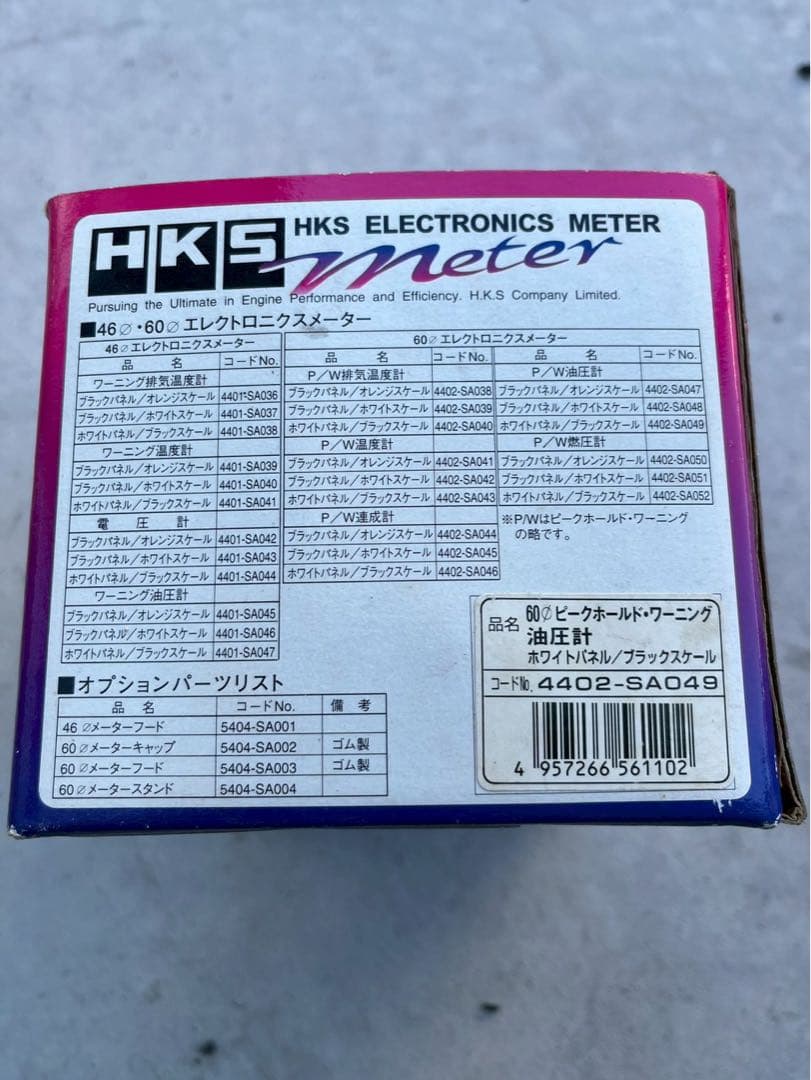 HKS
HKS ELECTRONICS METER
meter
Pursuing the Ultimate in Engine Performance and Efficiency. H.K.S Company Limited.
■46∅・60∅エレクトロニクスメーター
46∅エレクトロニクスメーター
品 名 コードNo.
ワーニング排気温度計
ブラックパネル／オレンジスケール 4401-SA036
ブラックパネル／ホワイトスケール 4401-SA037
ホワイトパネル／ブラックスケール 4401-SA038
ワーニング温度計
ブラックパネル／オレンジスケール 4401-SA039
ブラックパネル／ホワイトスケール 4401-SA040
ホワイトパネル／ブラックスケール 4401-SA041
電 圧 計
ブラックパネル／オレンジスケール 4401-SA042
ブラックパネル／ホワイトスケール 4401-SA043
ホワイトパネル／ブラックスケール 4401-SA044
ワーニング油圧計
ブラックパネル／オレンジスケール 4401-SA045
ブラックパネル／ホワイトスケール 4401-SA046
ホワイトパネル／ブラックスケール 4401-SA047
60∅エレクトロニクスメーター
品 名 コードNo.
P／W排気温度計
ブラックパネル／オレンジスケール 4402-SA038
ブラックパネル／ホワイトスケール 4402-SA039
ホワイトパネル／ブラックスケール 4402-SA040
P／W温度計
ブラックパネル／オレンジスケール 4402-SA041
ブラックパネル／ホワイトスケール 4402-SA042
ホワイトパネル／ブラックスケール 4402-SA043
P／W連成計
ブラックパネル／オレンジスケール 4402-SA044
ブラックパネル／ホワイトスケール 4402-SA045
ホワイトパネル／ブラックスケール 4402-SA046
品 名 コードNo.
P／W油圧計
ブラックパネル／オレンジスケール 4402-SA047
ブラックパネル／ホワイトスケール 4402-SA048
ホワイトパネル／ブラックスケール 4402-SA049
P／W燃圧計
ブラックパネル／オレンジスケール 4402-SA050
ブラックパネル／ホワイトスケール 4402-SA051
ホワイトパネル／ブラックスケール 4402-SA052
※P/Wはピークホールド・ワーニング
の略です。
■オプションパーツリスト
品 名 コードNo. 備 考
46 ∅メーターフード 5404-SA001
60 ∅メーターキャップ 5404-SA002 ゴム製
60 ∅メーターフード 5404-SA003 ゴム製
60 ∅メータースタンド 5404-SA004
品名 60∅ピークホールド・ワーニング
油圧計
ホワイトパネル／ブラックスケール
コードNo. 4402-SA049
4 957266 561102